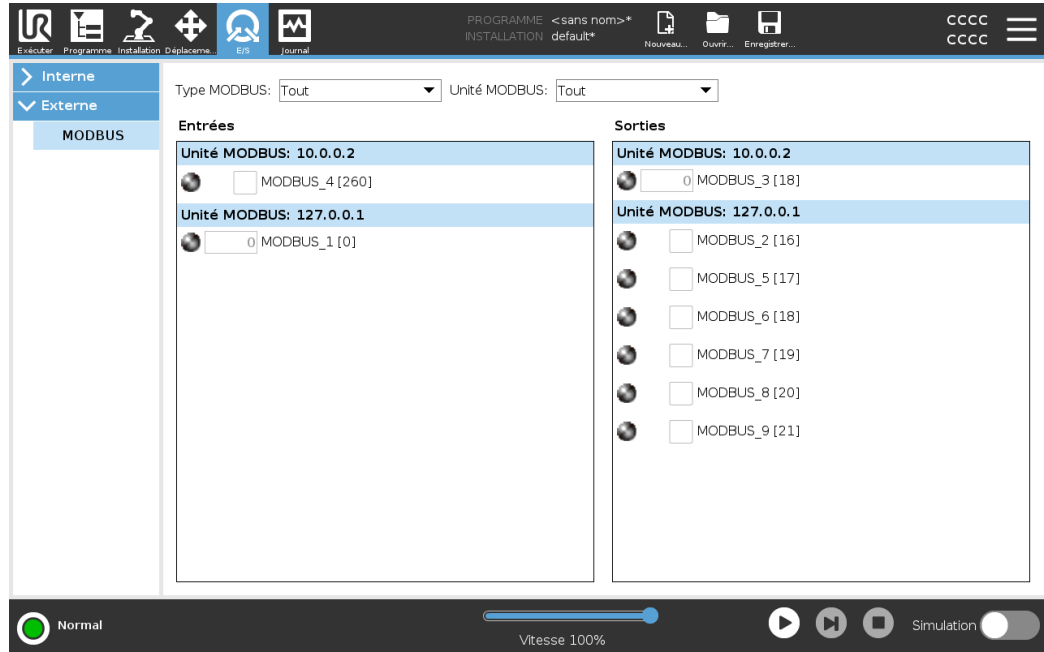 PROGRAMME <sans nom>*
INSTALLATION default*
CCCC
CCCC
Exécuter Programme Installation Déplaceme... E/S Journal Nouveau... Ouvrir... Enregistrer...
Interne
Externe
MODBUS
Type MODBUS: Tout Unité MODBUS: Tout
Entrées
Unité MODBUS: 10.0.0.2
MODBUS_4 [260]
Unité MODBUS: 127.0.0.1
0 MODBUS_1 [0]
Sorties
Unité MODBUS: 10.0.0.2
0 MODBUS_3 [18]
Unité MODBUS: 127.0.0.1
MODBUS_2 [16]
MODBUS_5 [17]
MODBUS_6 [18]
MODBUS_7 [19]
MODBUS_8 [20]
MODBUS_9 [21]
Normal
Vitesse 100%
Simulation